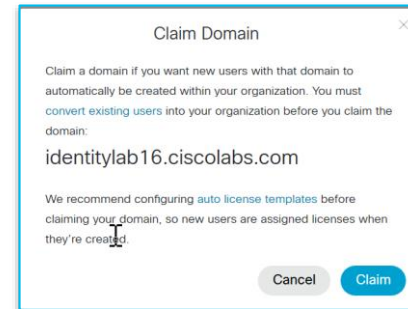 Claim Domain
Claim a domain if you want new users with that domain to
automatically be created within your organization. You must
convert existing users into your organization before you claim the
domain:
identitylab16.ciscolabs.com
We recommend configuring auto license templates before
claiming your domain, so new users are assigned licenses when
they're created.
Cancel Claim